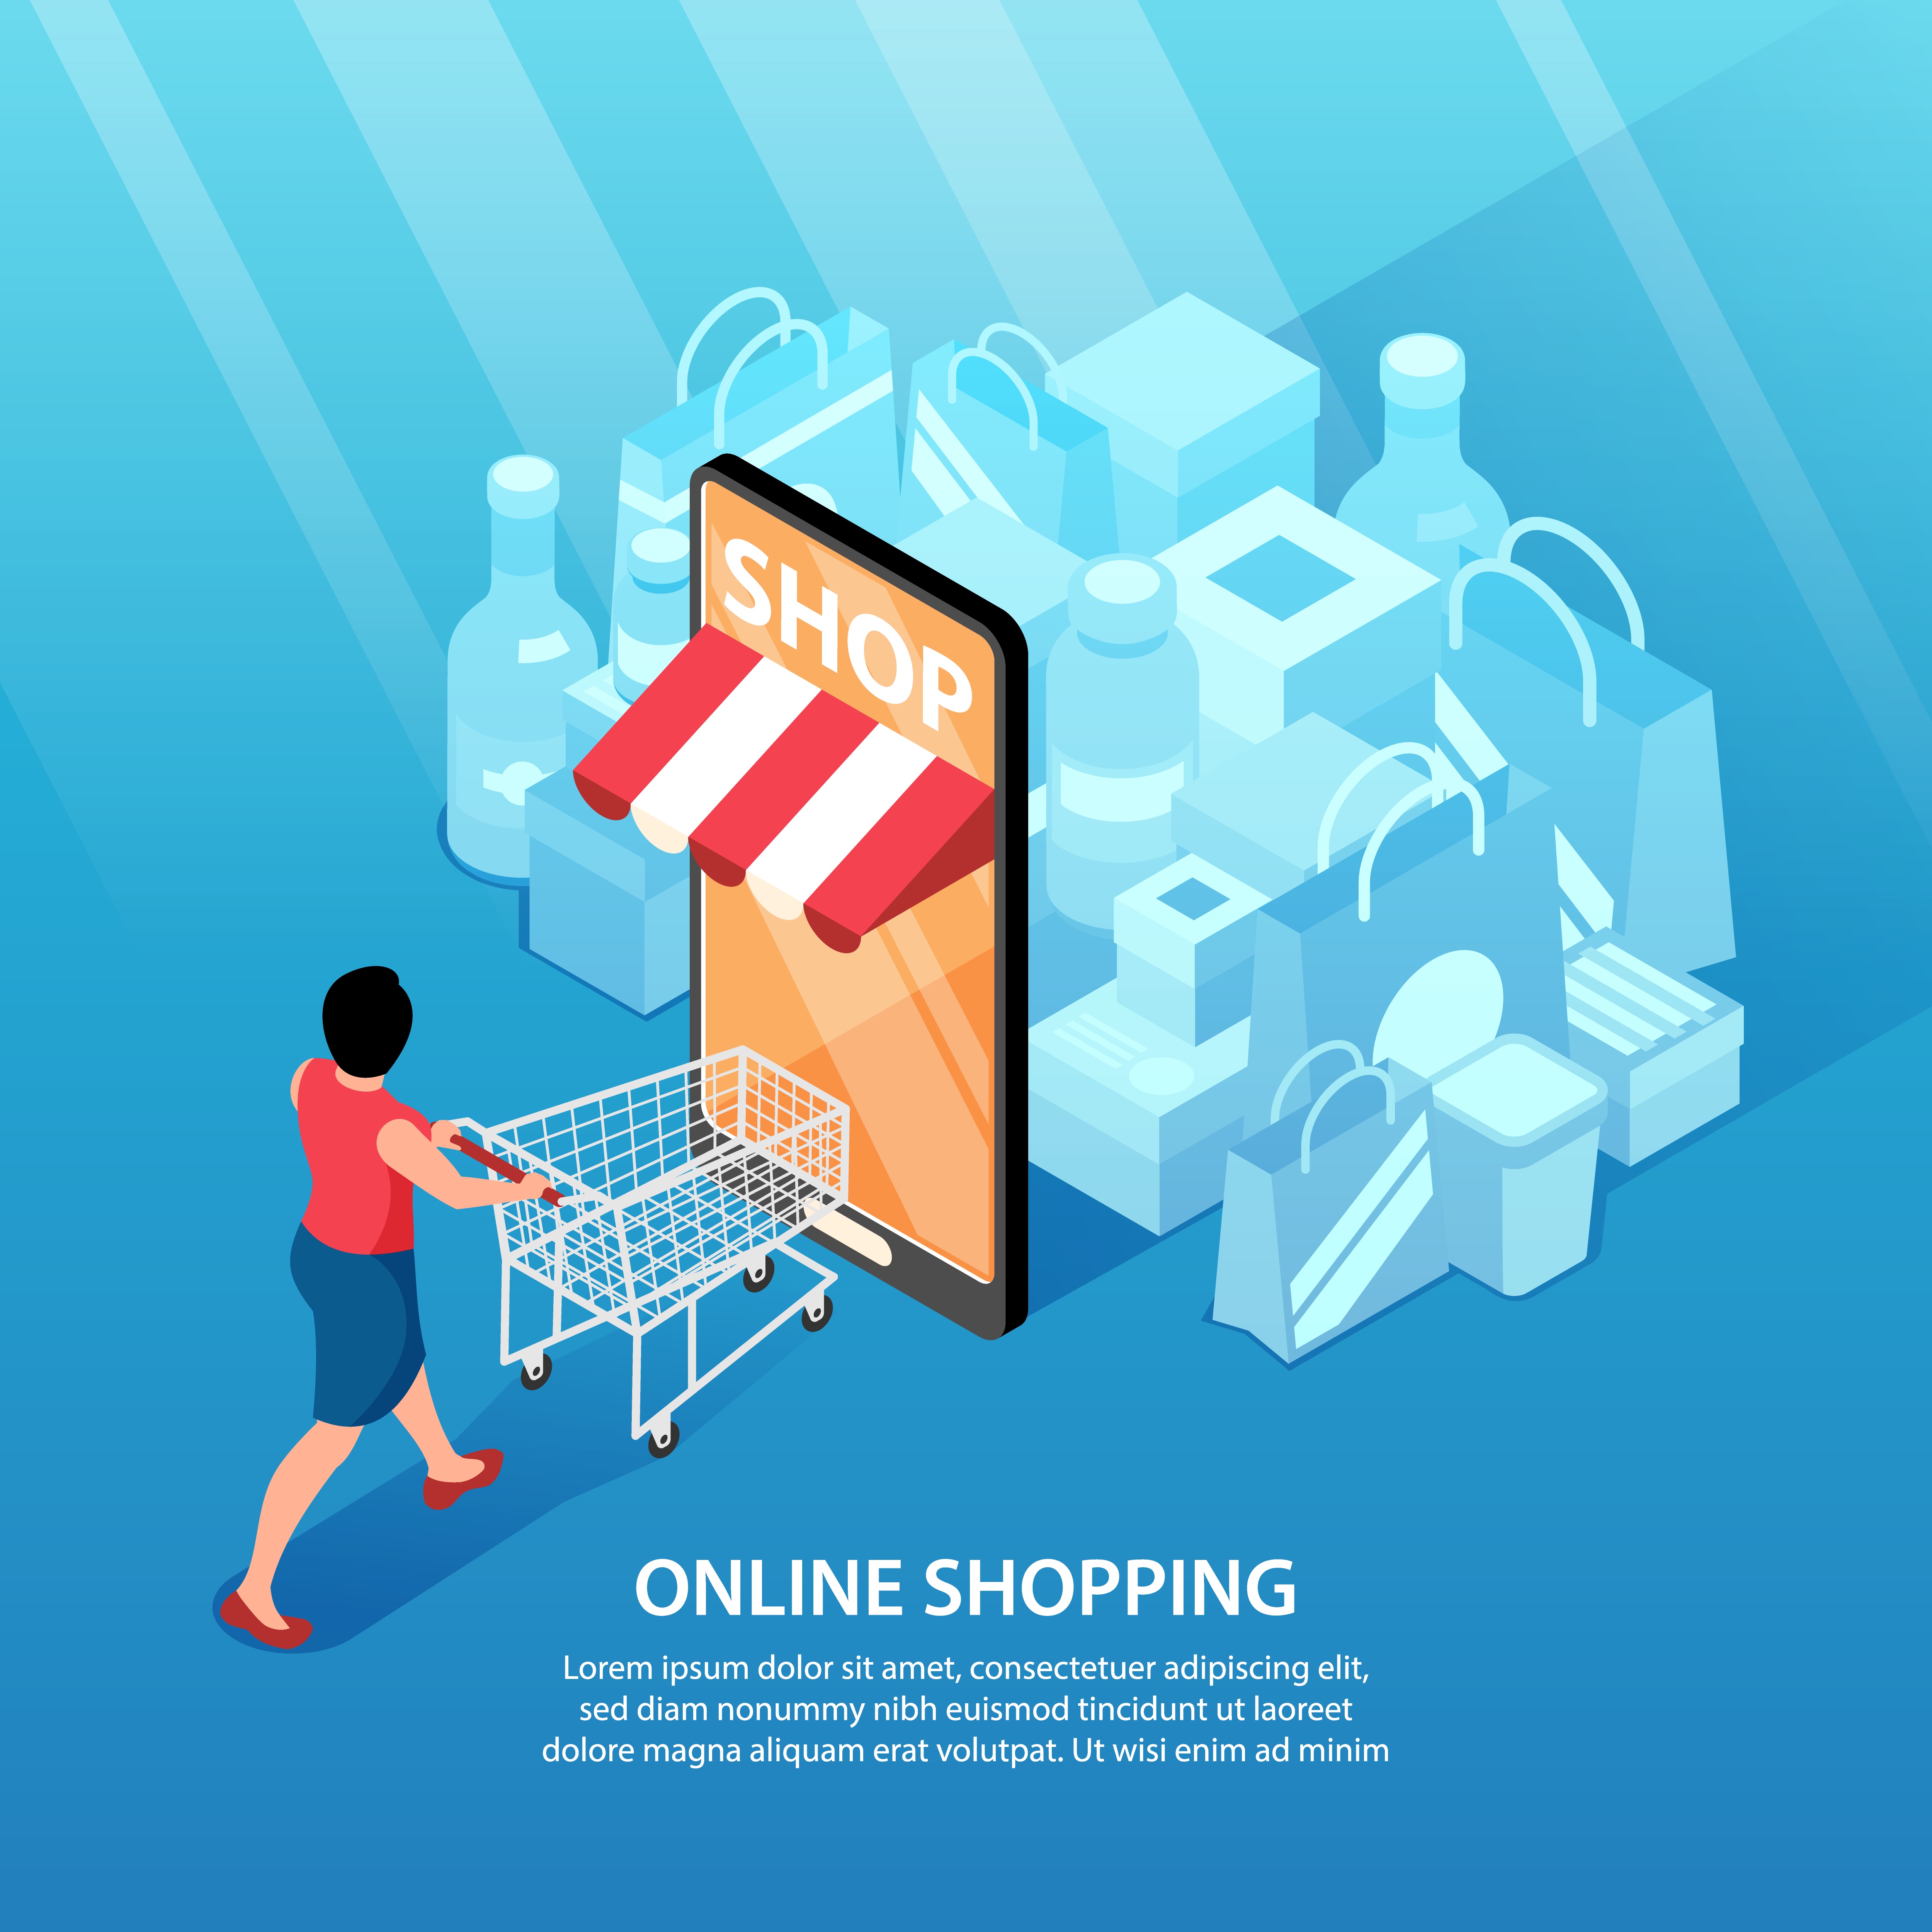 SHOP
ONLINE SHOPPING
Lorem ipsum dolor sit amet, consectetuer adipiscing elit,
sed diam nonummy nibh euismod tincidunt ut laoreet
dolore magna aliquam erat volutpat. Ut wisi enim ad minim